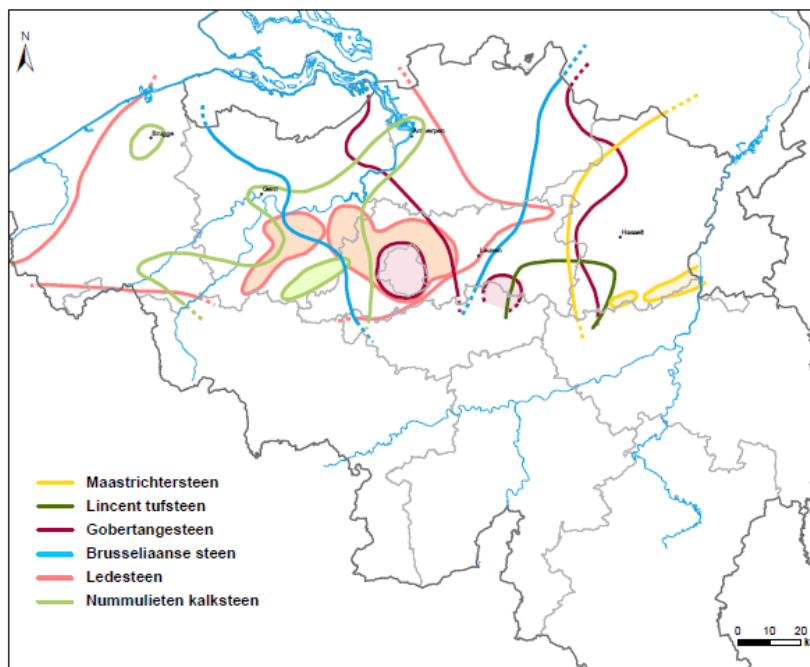 N
Brugge
Antwerpen
Gent
Hasselt
Leuven
Maastrichtersteen
Lincent tufsteen
Gobertangesteen
Brusseliaanse steen
Ledesteen
Nummulieten kalksteen
0 10 20 k